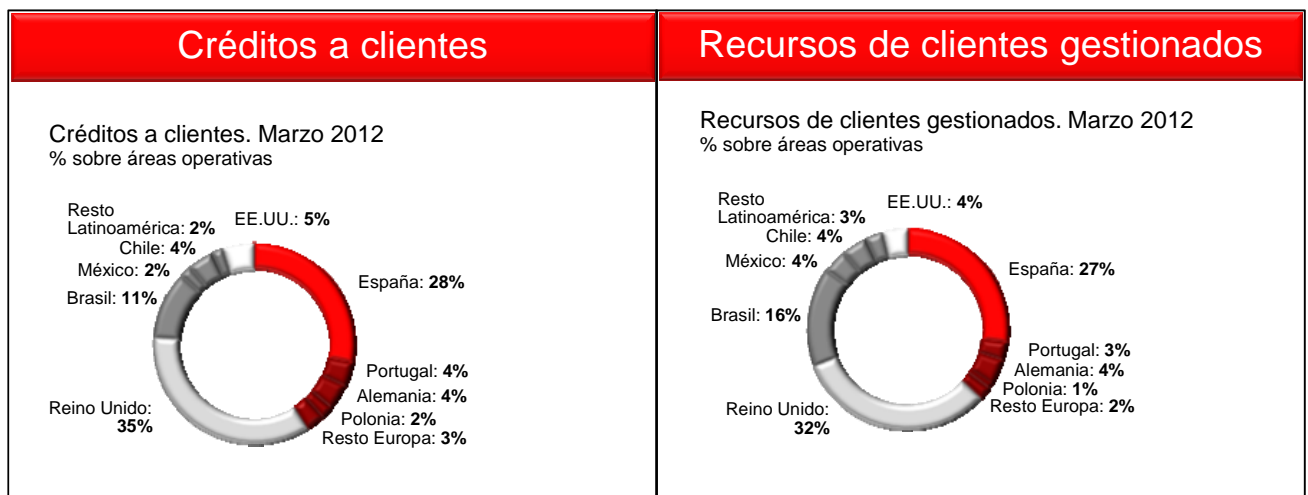 Créditos a clientes
Créditos a clientes. Marzo 2012
% sobre áreas operativas
Resto
Latinoamérica: 2%
EE.UU.: 5%
Chile: 4%
México: 2%
Brasil: 11%
España: 28%
Portugal: 4%
Alemania: 4%
Polonia: 2%
Resto Europa: 3%
Reino Unido:
35%
Recursos de clientes gestionados
Recursos de clientes gestionados. Marzo 2012
% sobre áreas operativas
Resto
Latinoamérica: 3%
EE.UU.: 4%
Chile: 4%
México: 4%
España: 27%
Brasil: 16%
Portugal: 3%
Alemania: 4%
Polonia: 1%
Resto Europa: 2%
Reino Unido:
32%